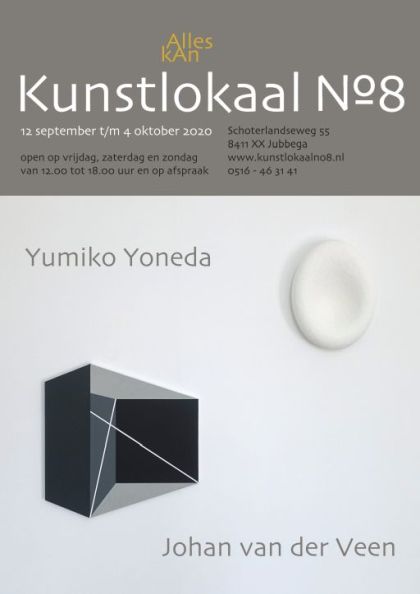 Alles
kAn
Kunstlokaal №8
12 september t/m 4 oktober 2020
open op vrijdag, zaterdag en zondag
van 12.00 tot 18.00 uur en op afspraak
Schoterlandseweg 55
8411 XX Jubbega
www.kunstlokaalno8.nl
0516 - 46 31 41
Yumiko Yoneda
Johan van der Veen